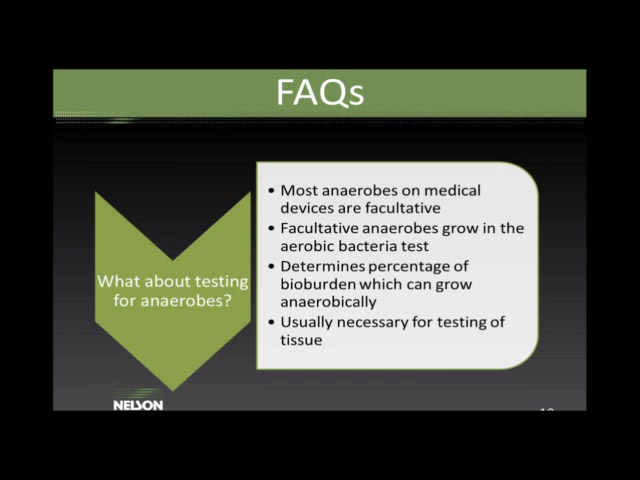 FAQs
What about testing
for anaerobes?
• Most anaerobes on medical
devices are facultative
• Facultative anaerobes grow in the
aerobic bacteria test
• Determines percentage of
bioburden which can grow
anaerobically
• Usually necessary for testing of
tissue
NELSON